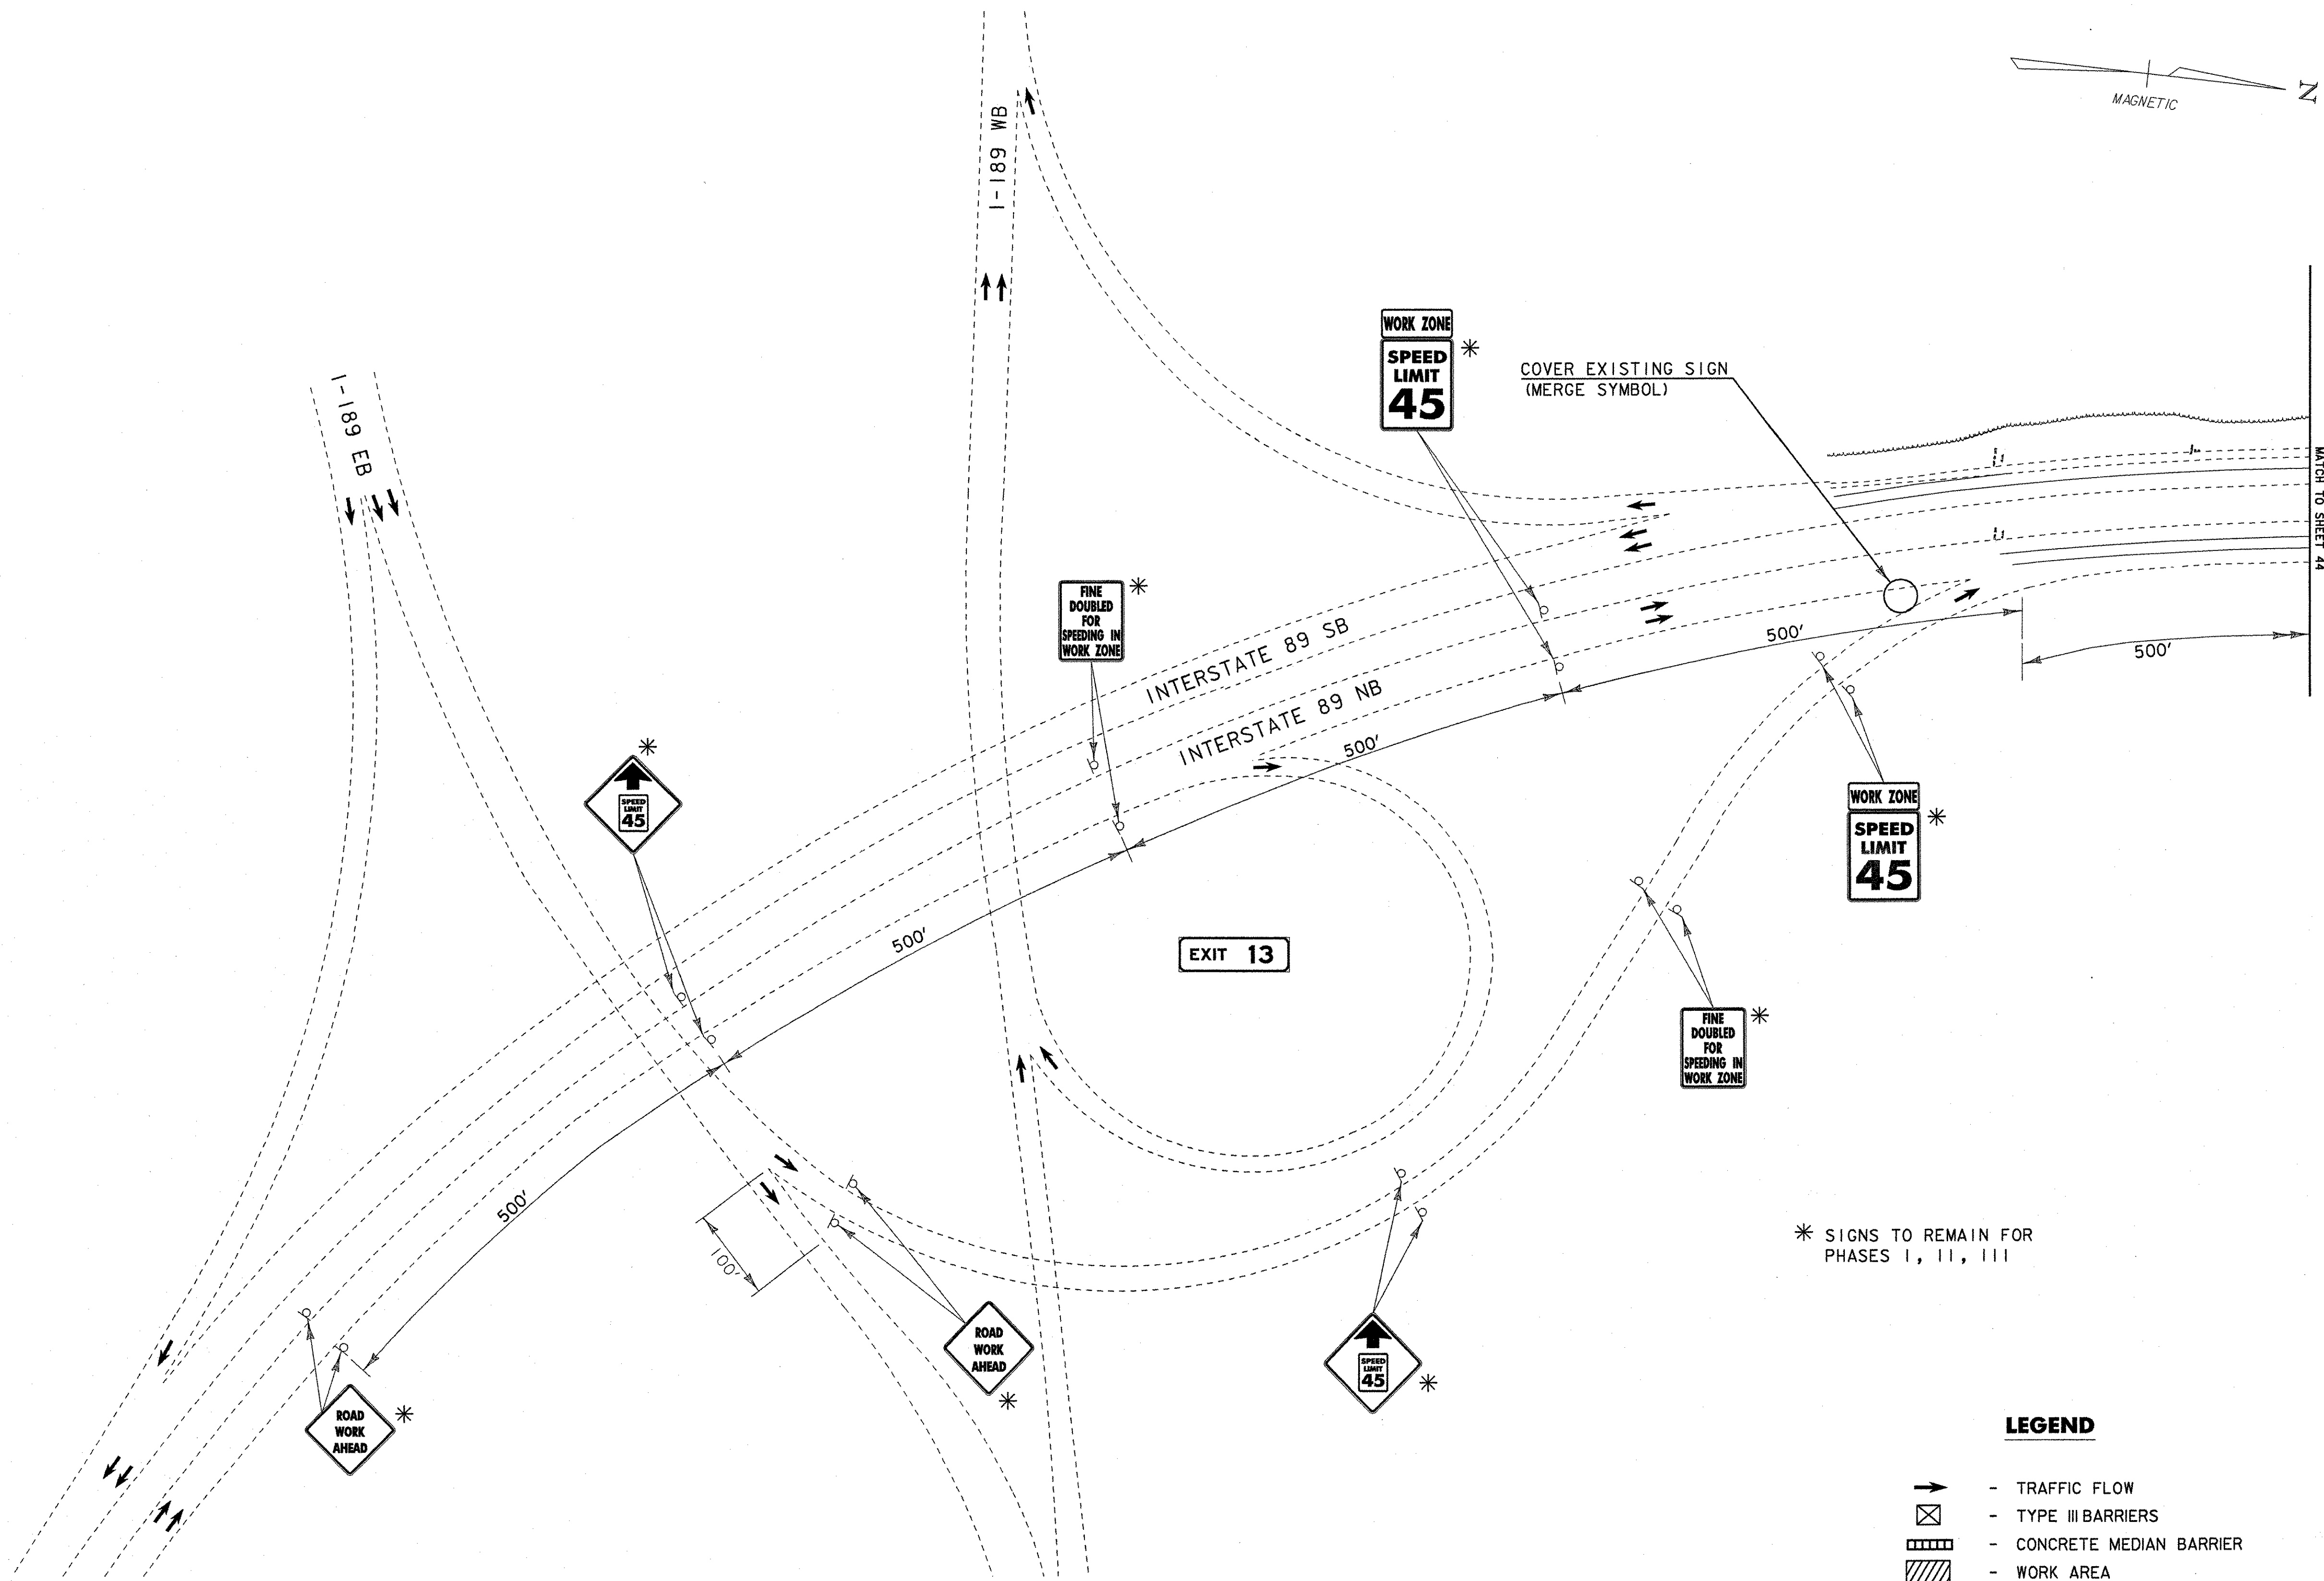 N
MAGNETIC
I-189 WB
I-189 EB
WORK ZONE
SPEED
LIMIT
45
*
COVER EXISTING SIGN
(MERGE SYMBOL)
MATCH TO SHEET 44
FINE
DOUBLED
FOR
SPEEDING IN
WORK ZONE
*
INTERSTATE 89 SB
INTERSTATE 89 NB
500'
500'
500'
*
SPEED
LIMIT
45
WORK ZONE
SPEED
LIMIT
45
*
500'
EXIT 13
FINE
DOUBLED
FOR
SPEEDING IN
WORK ZONE
*
500'
100'
* SIGNS TO REMAIN FOR
PHASES I, II, III
ROAD
WORK
AHEAD
*
SPEED
LIMIT
45
*
ROAD
WORK
AHEAD
*
LEGEND
- TRAFFIC FLOW
- TYPE III BARRIERS
- CONCRETE MEDIAN BARRIER
- WORK AREA